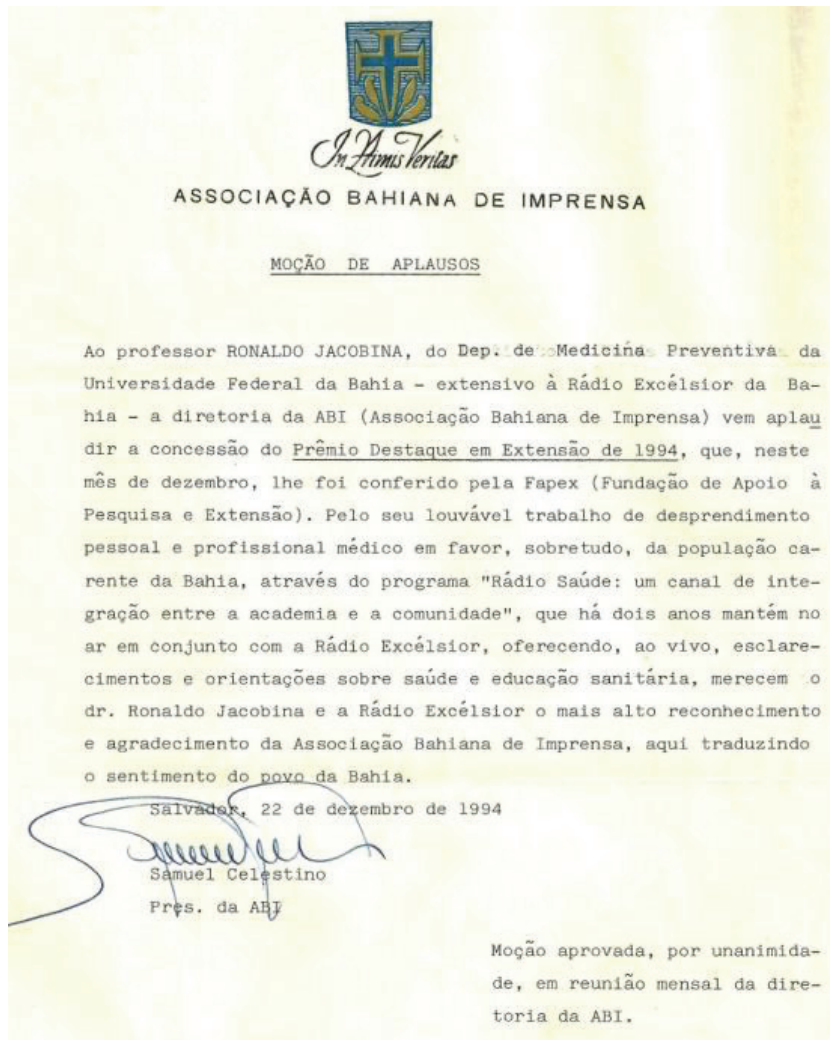 In Primis Veritas
ASSOCIAÇÃO BAHIANA DE IMPRENSA
MOÇÃO DE APLAUSOS
Ao professor RONALDO JACOBINA, do Dep. de Medicina Preventiva da
Universidade Federal da Bahia - extensivo à Rádio Excélsior da Ba-
hia - a diretoria da ABI (Associação Bahiana de Imprensa) vem aplau
dir a concessão do Prêmio Destaque em Extensão de 1994, que, neste
mês de dezembro, lhe foi conferido pela Fapex (Fundação de Apoio à
Pesquisa e Extensão). Pelo seu louvável trabalho de desprendimento
pessoal e profissional médico em favor, sobretudo, da população ca-
rente da Bahia, através do programa "Rádio Saúde: um canal de inte-
gração entre a academia e a comunidade", que há dois anos mantém no
ar em conjunto com a Rádio Excélsior, oferecendo, ao vivo, esclare-
cimentos e orientações sobre saúde e educação sanitária, merecem o
dr. Ronaldo Jacobina e a Rádio Excélsior o mais alto reconhecimento
e agradecimento da Associação Bahiana de Imprensa, aqui traduzindo
o sentimento do povo da Bahia.
Salvador, 22 de dezembro de 1994
Samuel Celestino
Pres. da ABI
Moção aprovada, por unanimida-
de, em reunião mensal da dire-
toria da ABI.